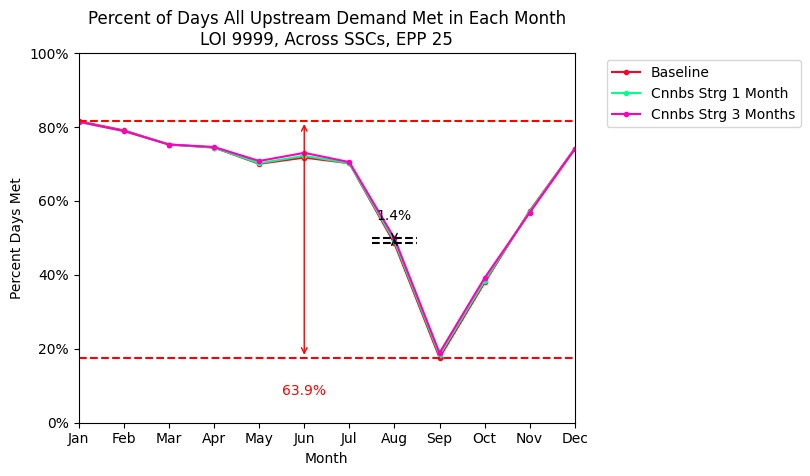 Percent of Days All Upstream Demand Met in Each Month
LOI 9999, Across SSCs, EPP 25
100%
80%
60%
40%
20%
0%
Percent Days Met
1.4%
63.9%
Jan Feb Mar Apr May Jun Jul Aug Sep Oct Nov Dec
Month
Baseline
Cnnbs Strg 1 Month
Cnnbs Strg 3 Months